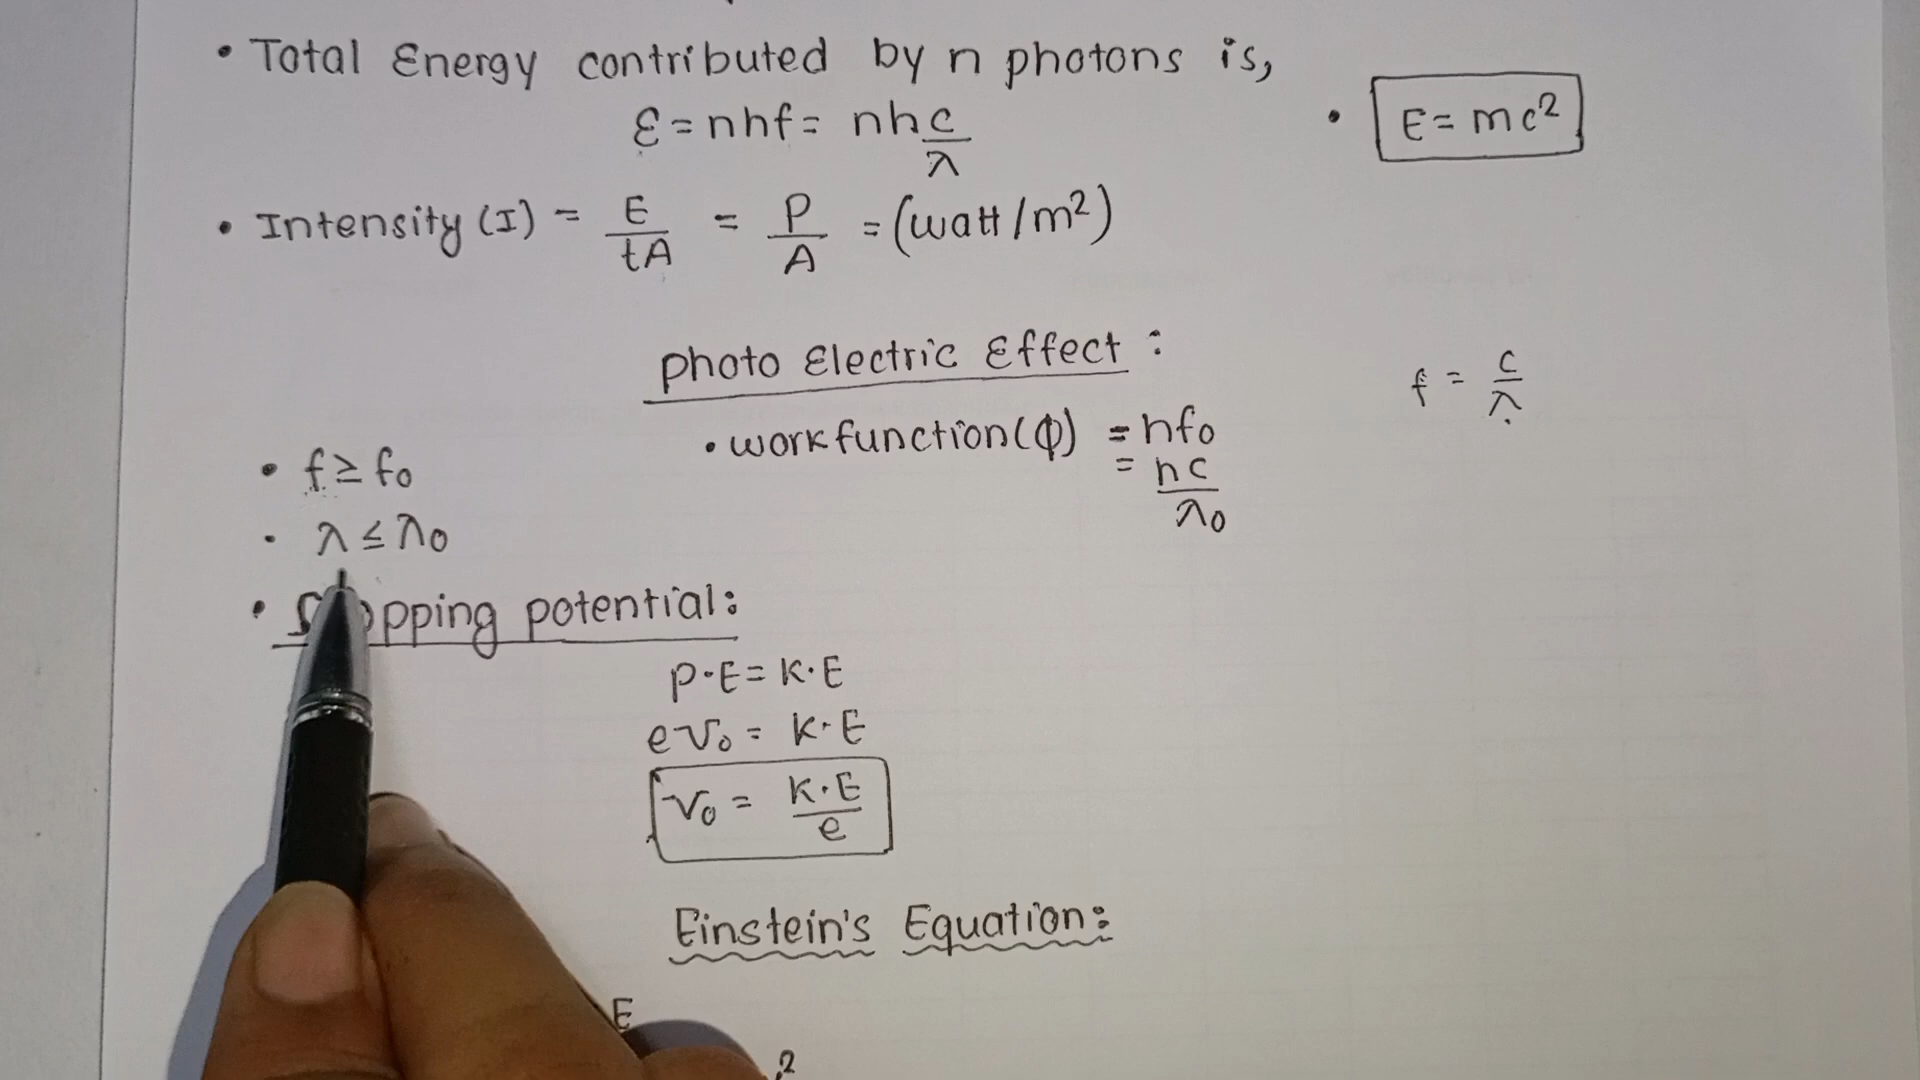 • Total Energy contributed by n photons is,
E = nhf = nhc/λ
• E = mc²
• Intensity (I) = E/tA = P/A = (watt/m²)
Photo Electric Effect :
f = c/λ
• workfunction(ϕ) = hf₀
= hc/λ₀
• f ≥ f₀
• λ ≤ λ₀
potential:
P.E = K.E
eV₀ = K.E
V₀ = K.E/e
Einstein's Equation:
E
2